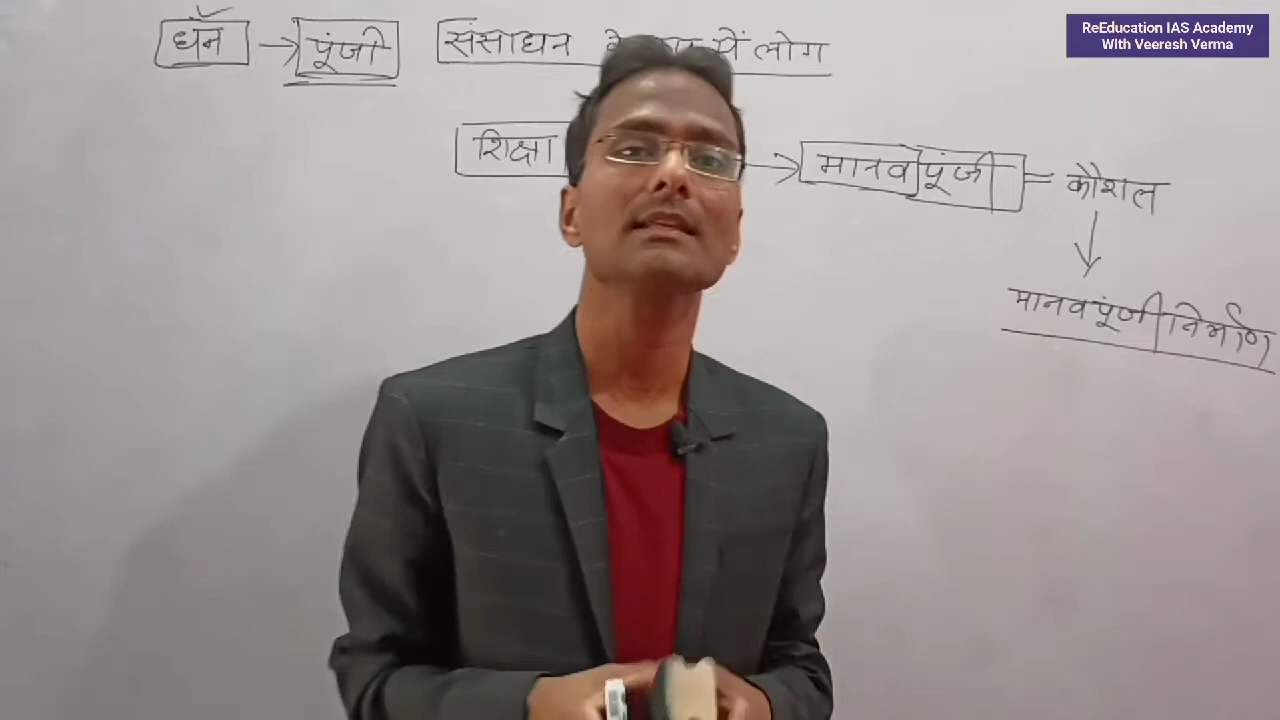 धन → पूंजी संसाधन में लोग
शिक्षा → मानव पूंजी = कौशल
↓
मानव पूंजी निर्माण
ReEducation IAS Academy
With Veeresh Verma